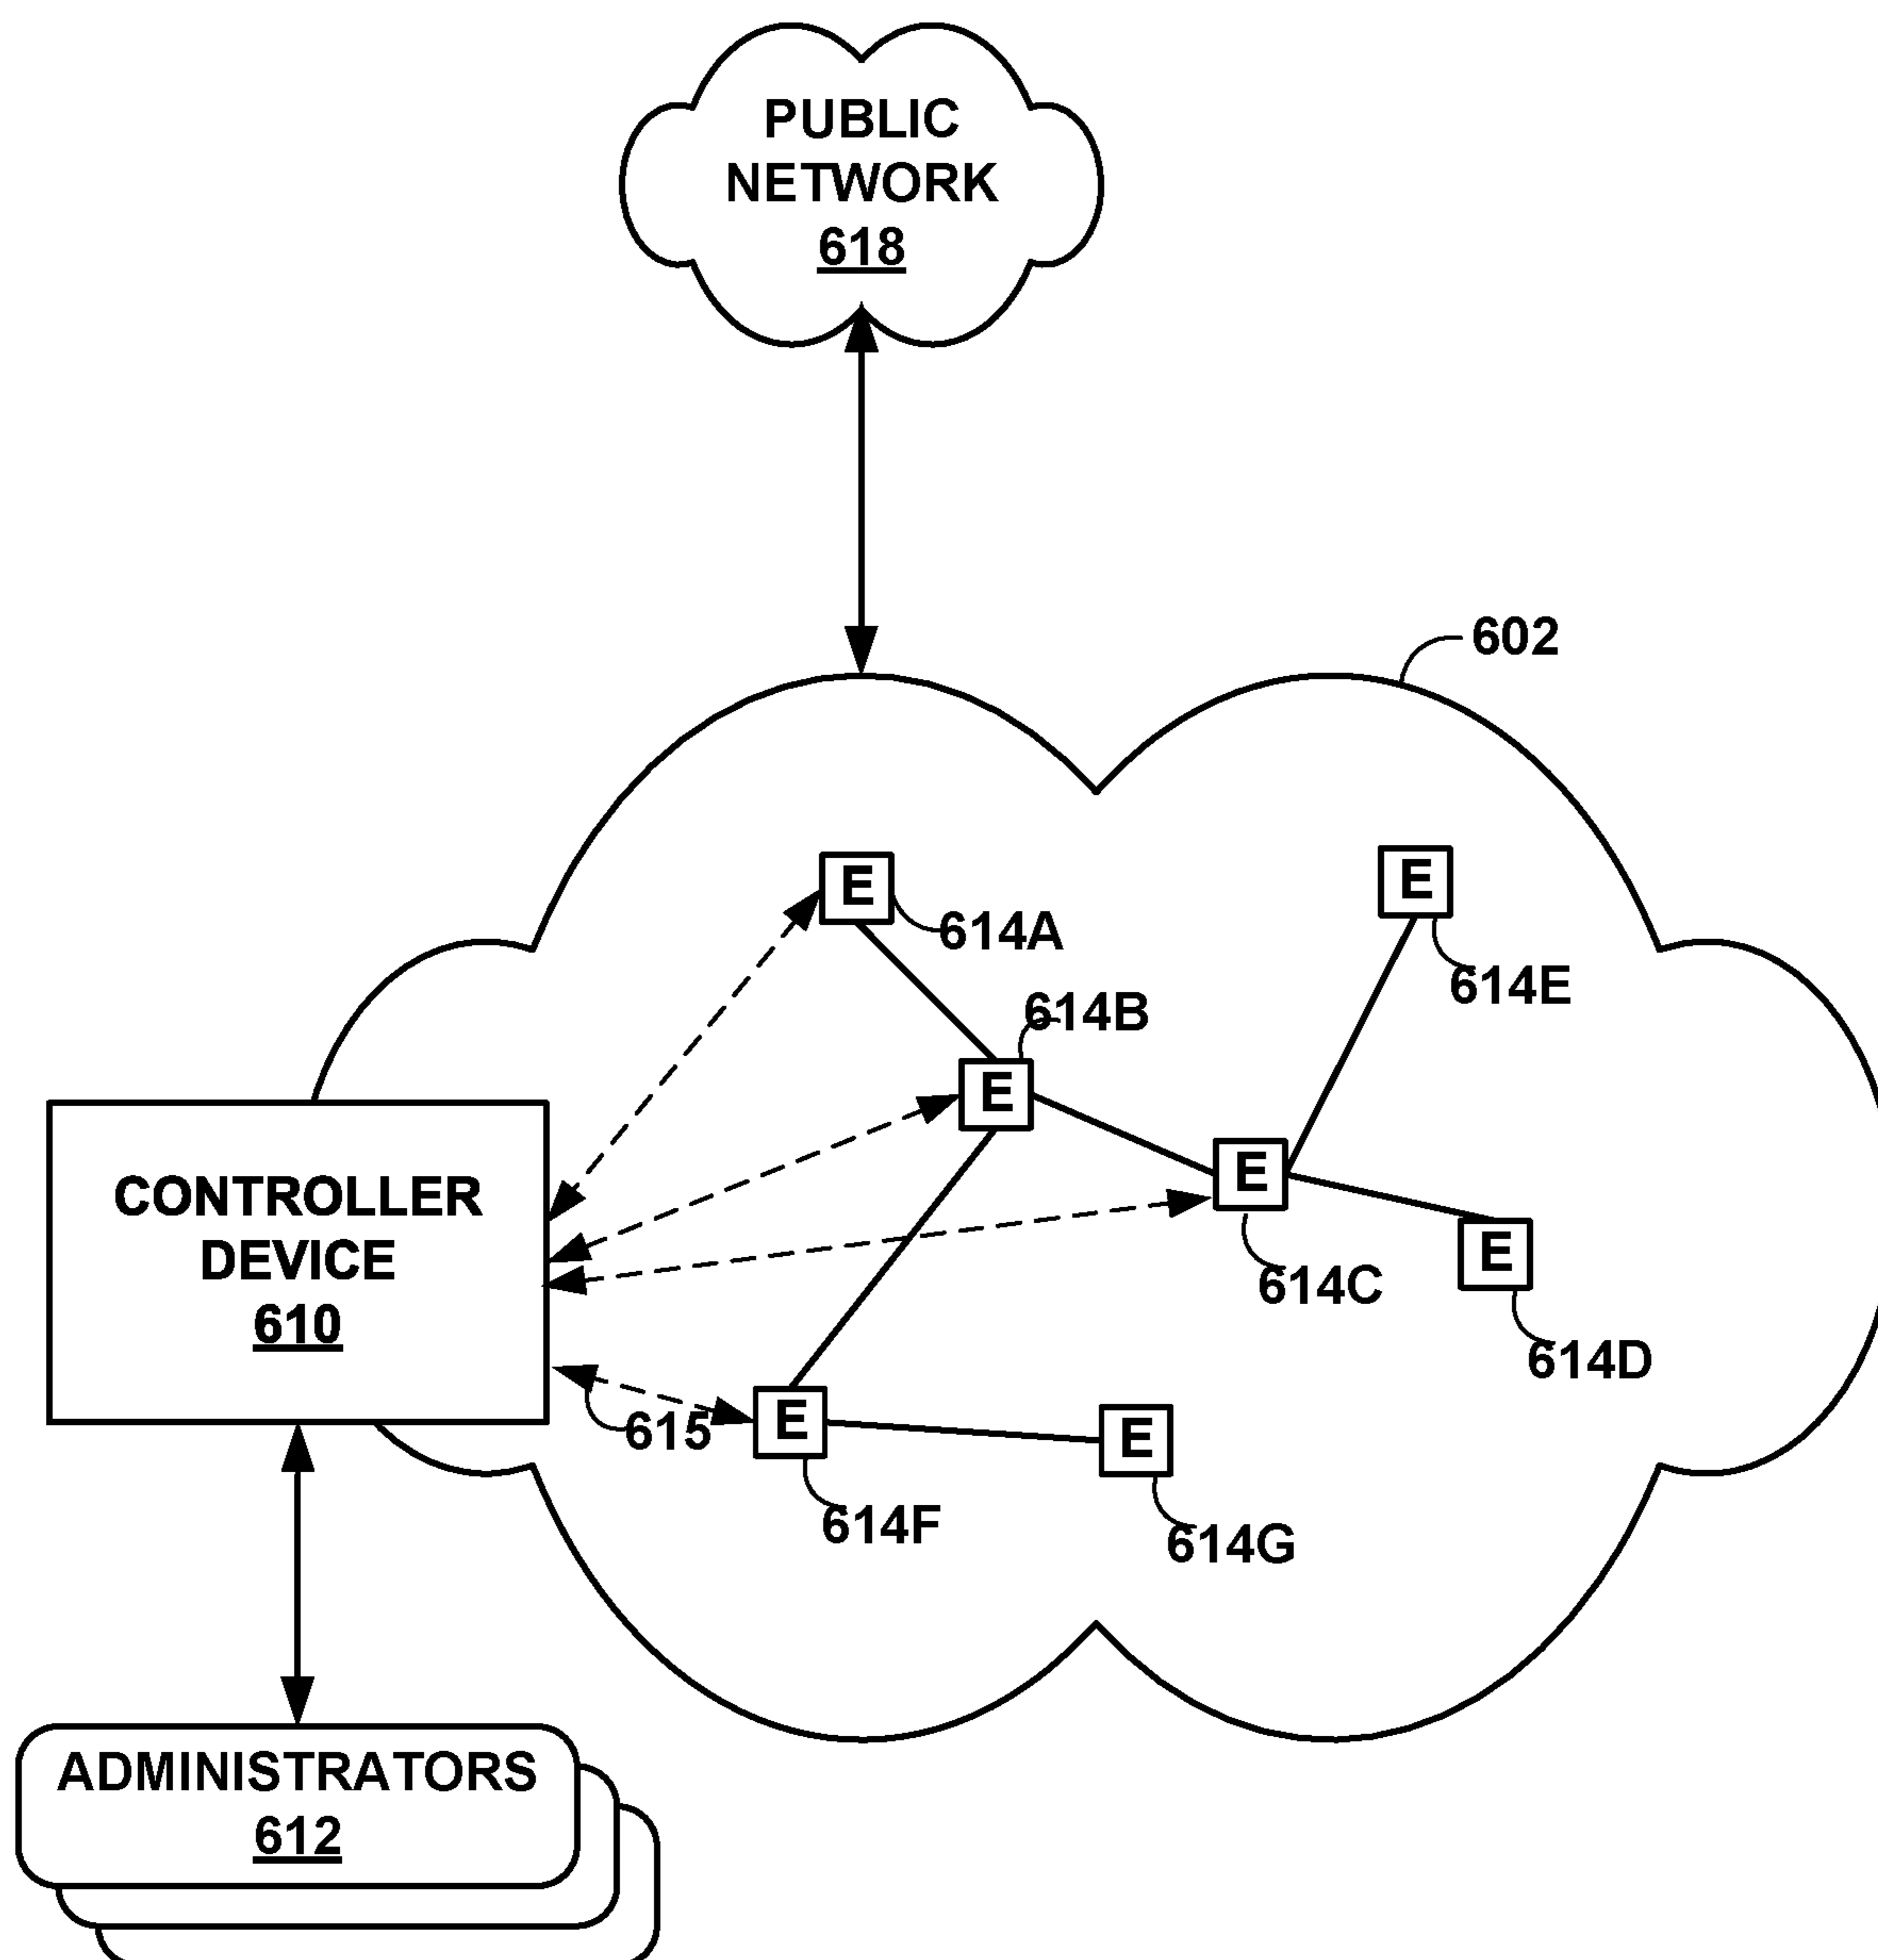 PUBLIC
NETWORK
618
602
E
614A
E
614E
614B
E
E
614C
E
614D
CONTROLLER
DEVICE
610
615
E
614F
E
614G
ADMINISTRATORS
612